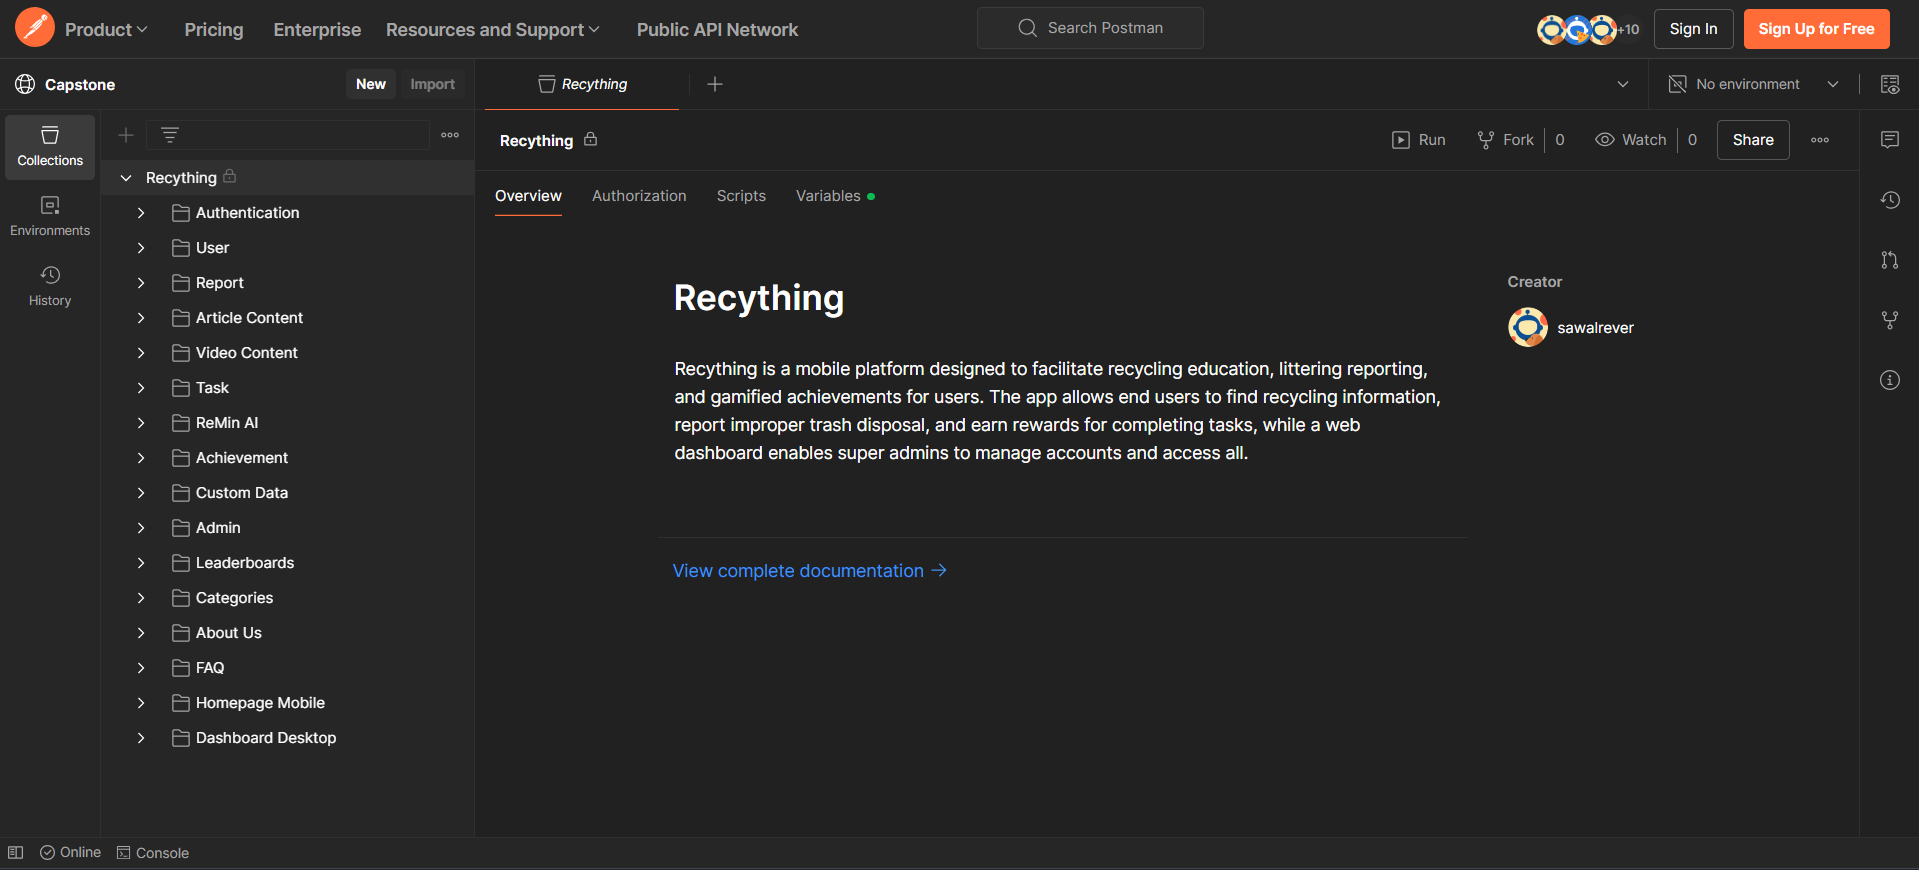 Product
Pricing
Enterprise
Resources and Support
Public API Network
Search Postman
+10
Sign In
Sign Up for Free
Capstone
New
Import
Recything
No environment
Collections
Environments
History
Recything
Authentication
User
Report
Article Content
Video Content
Task
ReMin AI
Achievement
Custom Data
Admin
Leaderboards
Categories
About Us
FAQ
Homepage Mobile
Dashboard Desktop
Recything
Run
Fork
0
Watch
0
Share
Overview
Authorization
Scripts
Variables
Recything
Recything is a mobile platform designed to facilitate recycling education, littering reporting,
and gamified achievements for users. The app allows end users to find recycling information,
report improper trash disposal, and earn rewards for completing tasks, while a web
dashboard enables super admins to manage accounts and access all.
View complete documentation
Creator
sawalrever
Online
Console